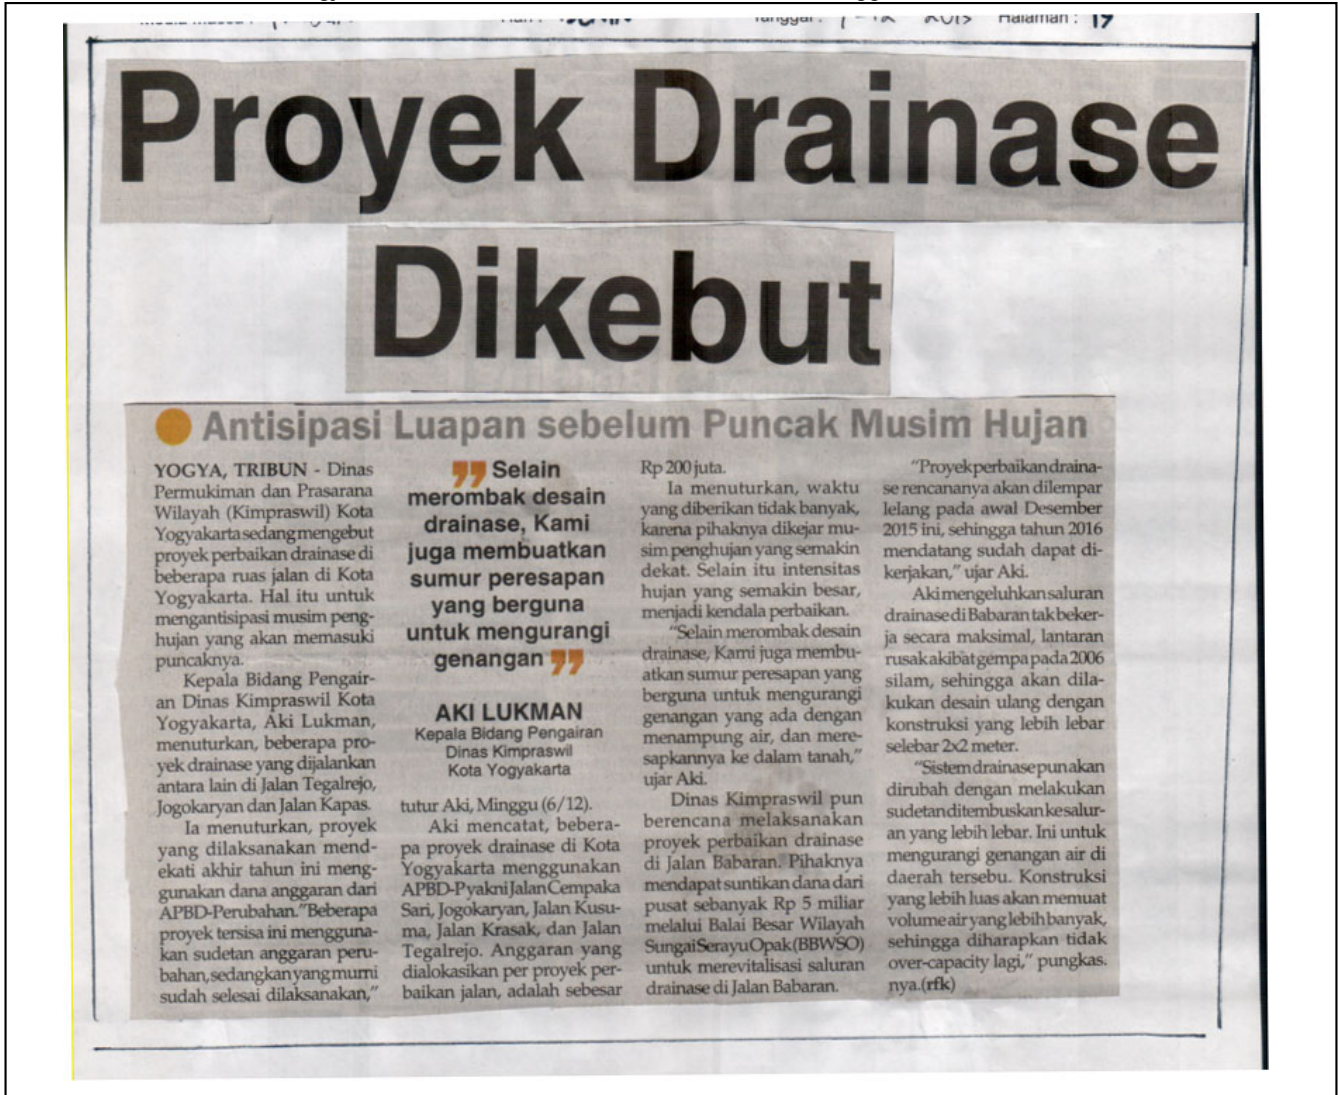 Tanggal :
2015
Halaman : 19
Proyek Drainase
Dikebut
Antisipasi Luapan sebelum Puncak Musim Hujan
YOGYA, TRIBUN - Dinas
Permukiman dan Prasarana
Wilayah (Kimpraswil) Kota
Yogyakarta sedang mengebut
proyek perbaikan drainase di
beberapa ruas jalan di Kota
Yogyakarta. Hal itu untuk
mengantisipasi musim peng-
hujan yang akan memasuki
puncaknya.
Kepala Bidang Pengair-
an Dinas Kimpraswil Kota
Yogyakarta, Aki Lukman,
menuturkan, beberapa pro-
yek drainase yang dijalankan
antara lain di Jalan Tegalrejo,
Jogokaryan dan Jalan Kapas.
Ia menuturkan, proyek
yang dilaksanakan mend-
ekati akhir tahun ini meng-
gunakan dana anggaran dari
APBD-Perubahan."Beberapa
proyek tersisa ini mengguna-
kan sudetan anggaran peru-
bahan, sedangkan yang murni
sudah selesai dilaksanakan,"
" Selain
merombak desain
drainase, Kami
juga membuatkan
sumur peresapan
yang berguna
untuk mengurangi
genangan "
AKI LUKMAN
Kepala Bidang Pengairan
Dinas Kimpraswil
Kota Yogyakarta
tutur Aki, Minggu (6/12).
Aki mencatat, bebera-
pa proyek drainase di Kota
Yogyakarta menggunakan
APBD-P yakni Jalan Cempaka
Sari, Jogokaryan, Jalan Kusu-
ma, Jalan Krasak, dan Jalan
Tegalrejo. Anggaran yang
dialokasikan per proyek per-
baikan jalan, adalah sebesar
Rp 200 juta.
Ia menuturkan, waktu
yang diberikan tidak banyak,
karena pihaknya dikejar mu-
sim penghujan yang semakin
dekat. Selain itu intensitas
hujan yang semakin besar,
menjadi kendala perbaikan.
"Selain merombak desain
drainase, Kami juga membu-
atkan sumur peresapan yang
berguna untuk mengurangi
genangan yang ada dengan
menampung air, dan mere-
sapkannya ke dalam tanah,"
ujar Aki.
Dinas Kimpraswil pun
berencana melaksanakan
proyek perbaikan drainase
di Jalan Babaran. Pihaknya
mendapat suntikan dana dari
pusat sebanyak Rp 5 miliar
melalui Balai Besar Wilayah
Sungai Serayu Opak (BBWSO)
untuk merevitalisasi saluran
drainase di Jalan Babaran.
"Proyek perbaikan draina-
se rencananya akan dilempar
lelang pada awal Desember
2015 ini, sehingga tahun 2016
mendatang sudah dapat di-
kerjakan," ujar Aki.
Aki mengeluhkan saluran
drainase di Babaran tak beker-
ja secara maksimal, lantaran
rusak akibat gempa pada 2006
silam, sehingga akan dila-
kukan desain ulang dengan
konstruksi yang lebih lebar
selebar 2x2 meter.
"Sistem drainase pun akan
dirubah dengan melakukan
sudetan ditembuskan ke salur-
an yang lebih lebar. Ini untuk
mengurangi genangan air di
daerah tersebu. Konstruksi
yang lebih luas akan memuat
volume air yang lebih banyak,
sehingga diharapkan tidak
over-capacity lagi," pungkas.
nya.(rfk)